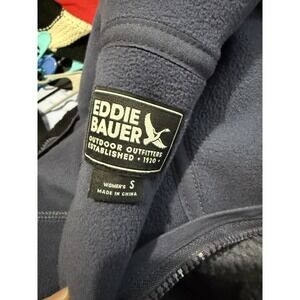 EDDIE
BAUER
OUTDOOR OUTFITTERS
ESTABLISHED • 1920 •
WOMEN'S S
MADE IN CHINA